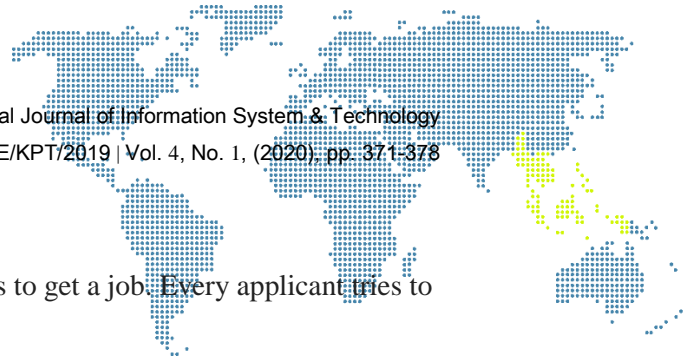 al Journal of Information System & Technology
E/KPT/2019 | Vol. 4, No. 1, (2020), pp. 371-378
s to get a job. Every applicant tries to